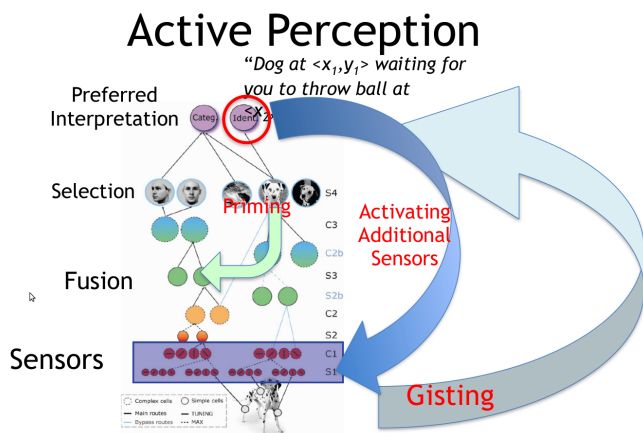 Active Perception
“Dog at <x1,y1> waiting for
you to throw ball at
<x2,
Preferred
Interpretation
Categ.
Ident.
Selection
S4
Priming
Activating
Additional
Sensors
C3
C2b
Fusion
S3
S2b
C2
S2
Sensors
C1
S1
Gisting
Complex cells
Simple cells
Main routes
TUNING
Bypass routes
MAX